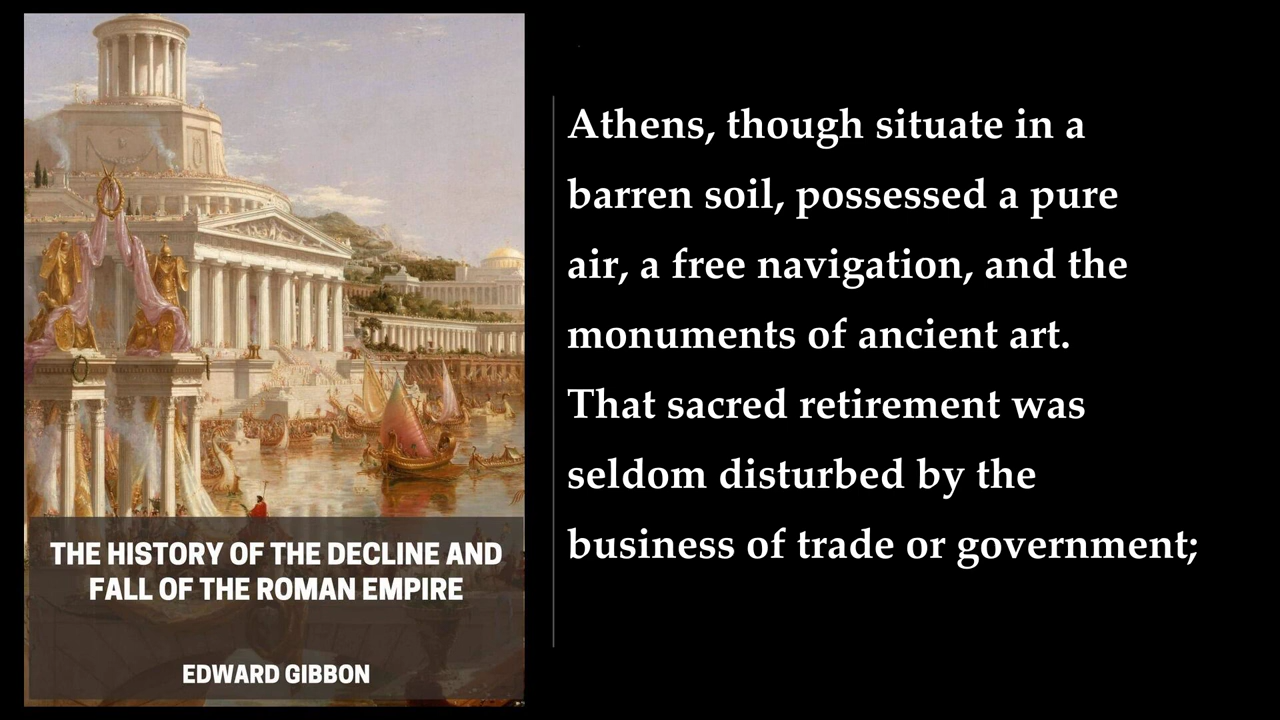 THE HISTORY OF THE DECLINE AND
FALL OF THE ROMAN EMPIRE
EDWARD GIBBON
Athens, though situate in a
barren soil, possessed a pure
air, a free navigation, and the
monuments of ancient art.
That sacred retirement was
seldom disturbed by the
business of trade or government;